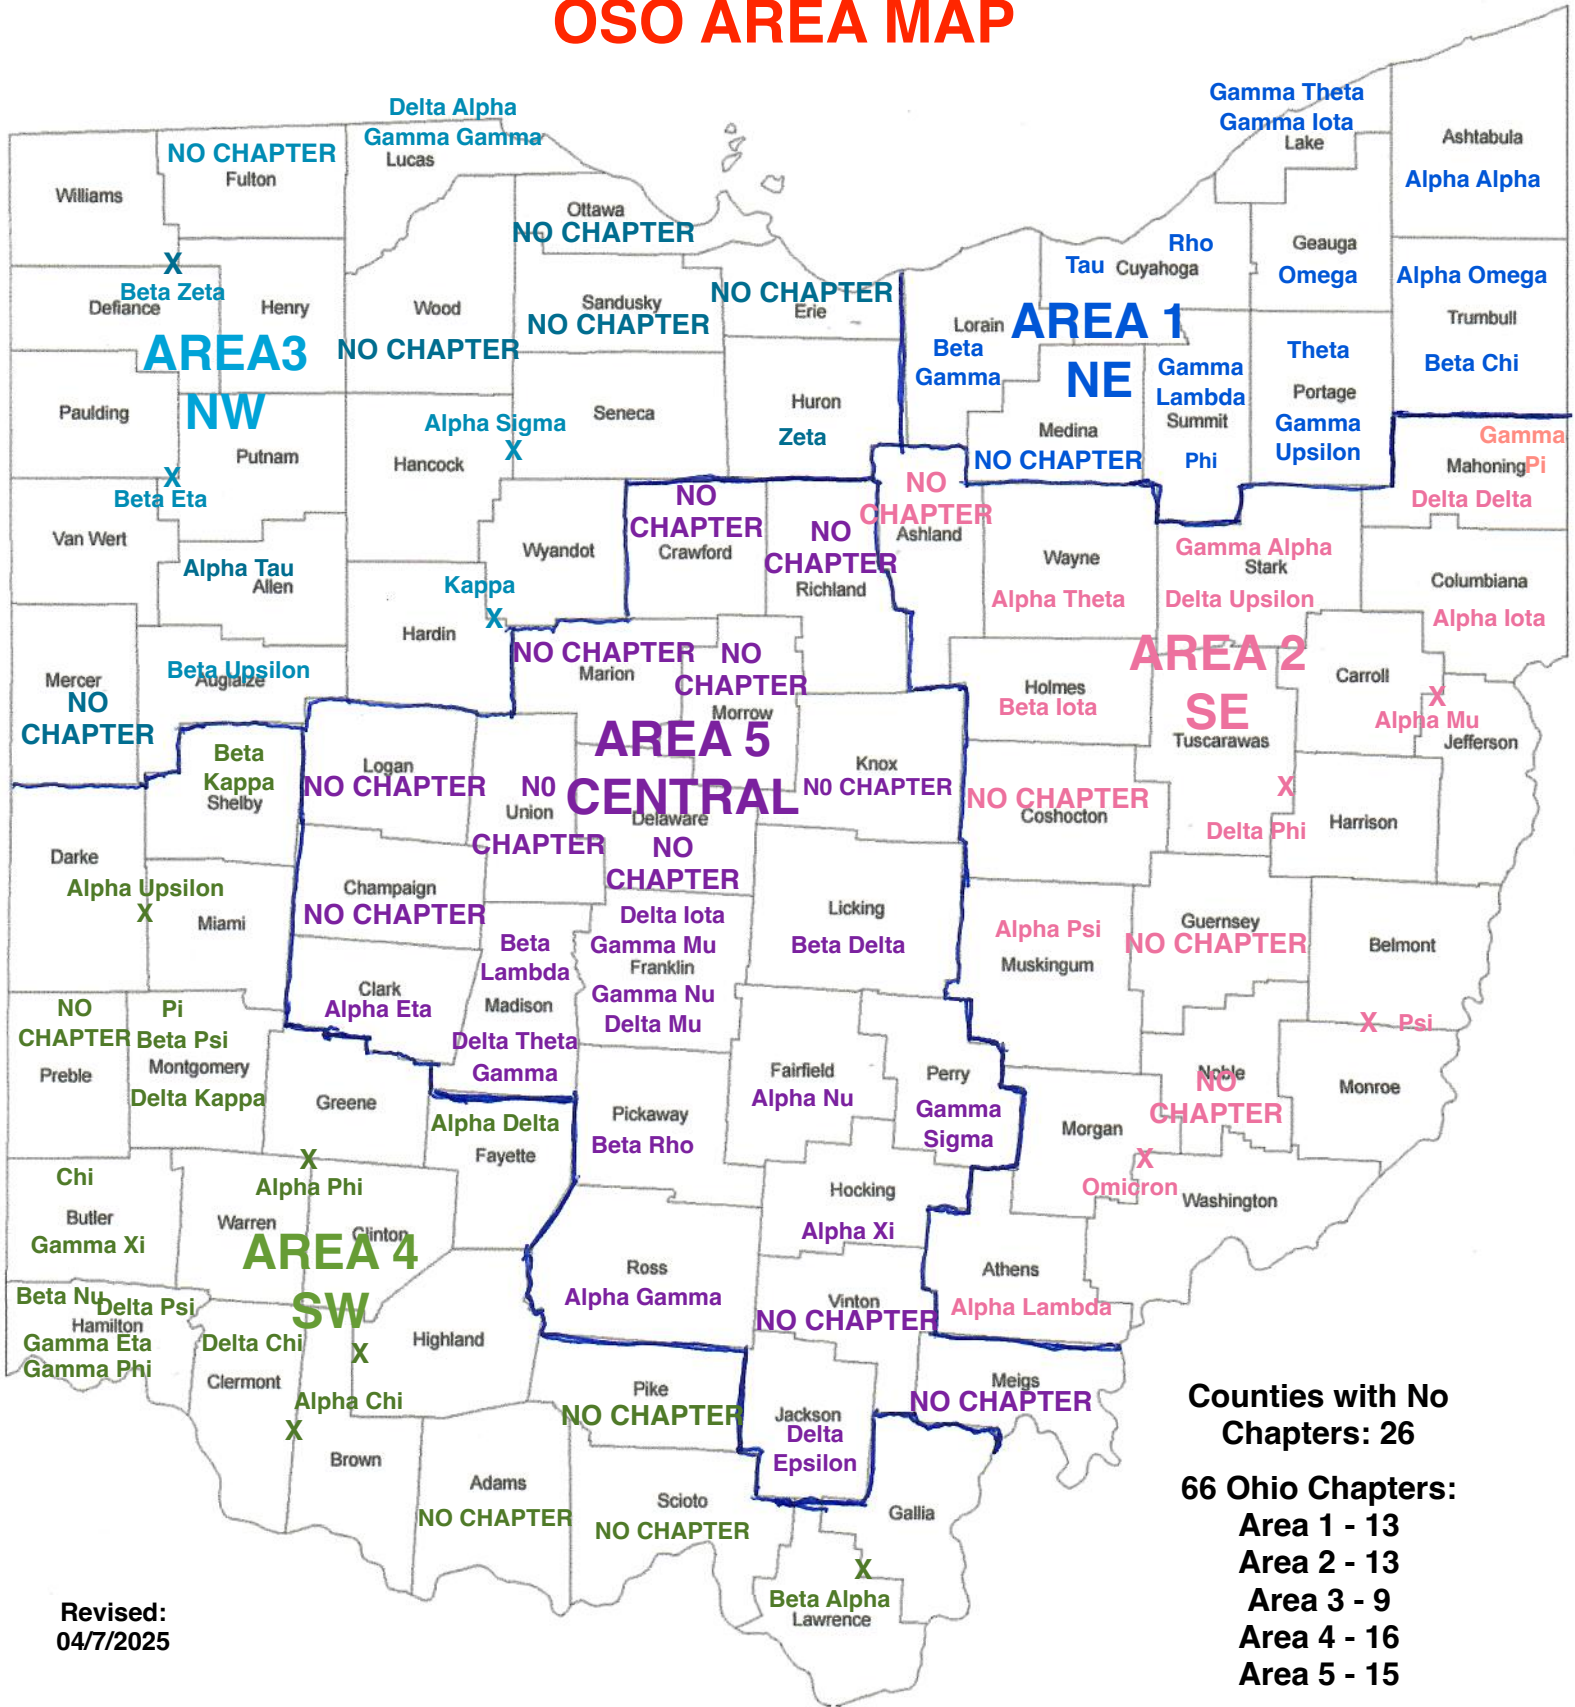 OSO AREA MAP
Delta Alpha
Gamma Gamma
Lucas
NO CHAPTER
Fulton
Williams
Ottawa
NO CHAPTER
X
Beta Zeta
Defiance
Henry
Wood
NO CHAPTER
Sandusky
NO CHAPTER
NO CHAPTER
Erie
AREA3
NW
Paulding
Putnam
Alpha Sigma
X
Hancock
Seneca
Huron
Zeta
X
Beta Eta
Van Wert
Alpha Tau
Allen
Wyandot
Kappa
X
Hardin
Mercer
NO
CHAPTER
Beta Upsilon
Auglaize
Gamma Theta
Gamma Iota
Lake
Ashtabula
Alpha Alpha
Rho
Tau
Cuyahoga
Geauga
Omega
Alpha Omega
Trumbull
Beta Chi
Lorain
Beta
Gamma
AREA 1
NE
Gamma
Lambda
Summit
Phi
Theta
Portage
Gamma
Upsilon
Medina
NO CHAPTER
Gamma
Mahoning
Pi
Delta Delta
NO
CHAPTER
Ashland
Wayne
Alpha Theta
Gamma Alpha
Stark
Delta Upsilon
Columbiana
Alpha Iota
AREA 2
SE
Holmes
Beta Iota
Carroll
X
Alpha Mu
Jefferson
Tuscarawas
X
Delta Phi
Harrison
NO CHAPTER
Coshocton
Alpha Psi
Muskingum
Guernsey
NO CHAPTER
Belmont
X Psi
Noble
NO
CHAPTER
Monroe
Morgan
X
Omicron
Washington
Athens
Alpha Lambda
NO
CHAPTER
Crawford
NO
CHAPTER
Richland
NO CHAPTER
Marion
NO
CHAPTER
Morrow
AREA 5
CENTRAL
Logan
NO CHAPTER
N0
Union
CHAPTER
Knox
N0 CHAPTER
Delaware
NO
CHAPTER
Champaign
NO CHAPTER
Clark
Alpha Eta
Beta
Lambda
Madison
Delta Theta
Gamma
Delta Iota
Gamma Mu
Franklin
Gamma Nu
Delta Mu
Licking
Beta Delta
Fairfield
Alpha Nu
Perry
Gamma
Sigma
Pickaway
Beta Rho
Hocking
Alpha Xi
Ross
Alpha Gamma
Vinton
NO CHAPTER
Meigs
NO CHAPTER
Jackson
Delta
Epsilon
Beta
Kappa
Shelby
Darke
Alpha Upsilon
X
Miami
NO
CHAPTER
Preble
Pi
Beta Psi
Montgomery
Delta Kappa
Greene
Alpha Delta
Fayette
X
Alpha Phi
Chi
Butler
Gamma Xi
Warren
Clinton
AREA 4
SW
Beta Nu
Delta Psi
Hamilton
Gamma Eta
Gamma Phi
Delta Chi
Clermont
X
Highland
Alpha Chi
X
Brown
Pike
NO CHAPTER
Adams
NO CHAPTER
Scioto
NO CHAPTER
Gallia
X
Beta Alpha
Lawrence
Counties with No
Chapters: 26
66 Ohio Chapters:
Area 1 - 13
Area 2 - 13
Area 3 - 9
Area 4 - 16
Area 5 - 15
Revised:
04/7/2025